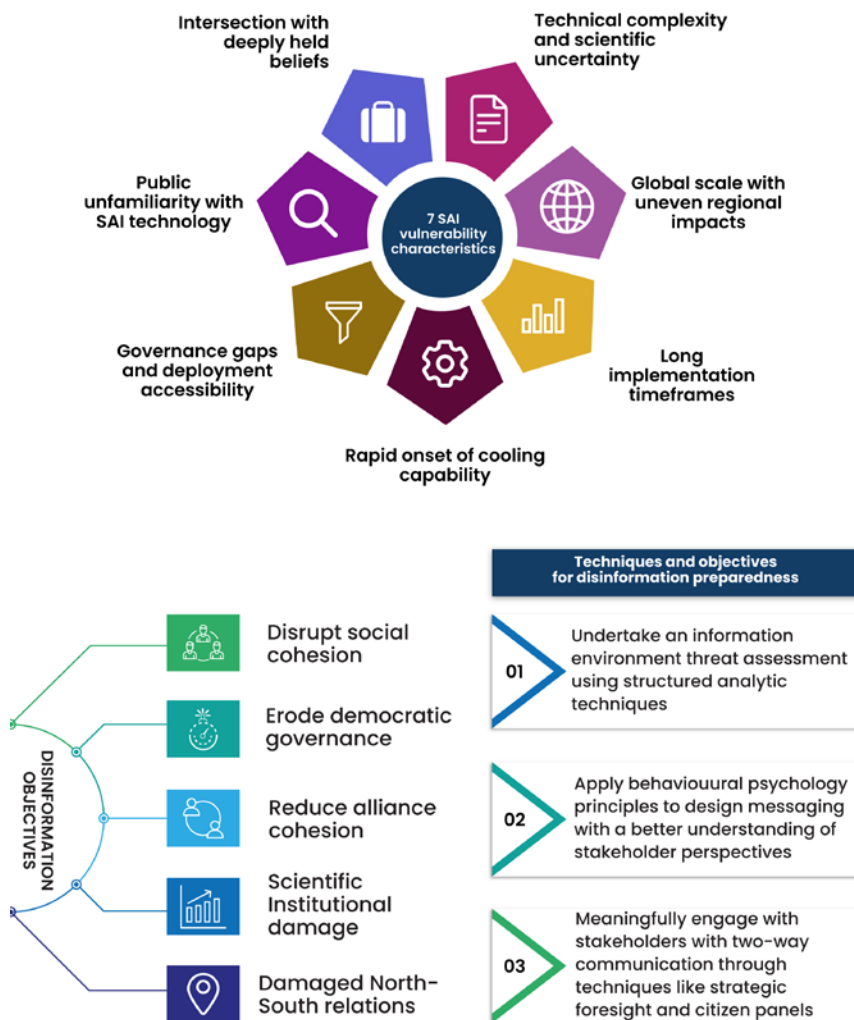 Intersection with
deeply held
beliefs
Technical complexity
and scientific
uncertainty
Public
unfamiliarity with
SAI technology
7 SAI
vulnerability
characteristics
Global scale with
uneven regional
impacts
Governance gaps
and deployment
accessibility
Long
implementation
timeframes
Rapid onset of cooling
capability
DISINFORMATION
OBJECTIVES
Disrupt social
cohesion
Erode democratic
governance
Reduce alliance
cohesion
Scientific
Institutional
damage
Damaged North-
South relations
Techniques and objectives
for disinformation preparedness
01
Undertake an information
environment threat assessment
using structured analytic
techniques
02
Apply behaviouural psychology
principles to design messaging
with a better understanding of
stakeholder perspectives
03
Meaningfully engage with
stakeholders with two-way
communication through
techniques like strategic
foresight and citizen panels